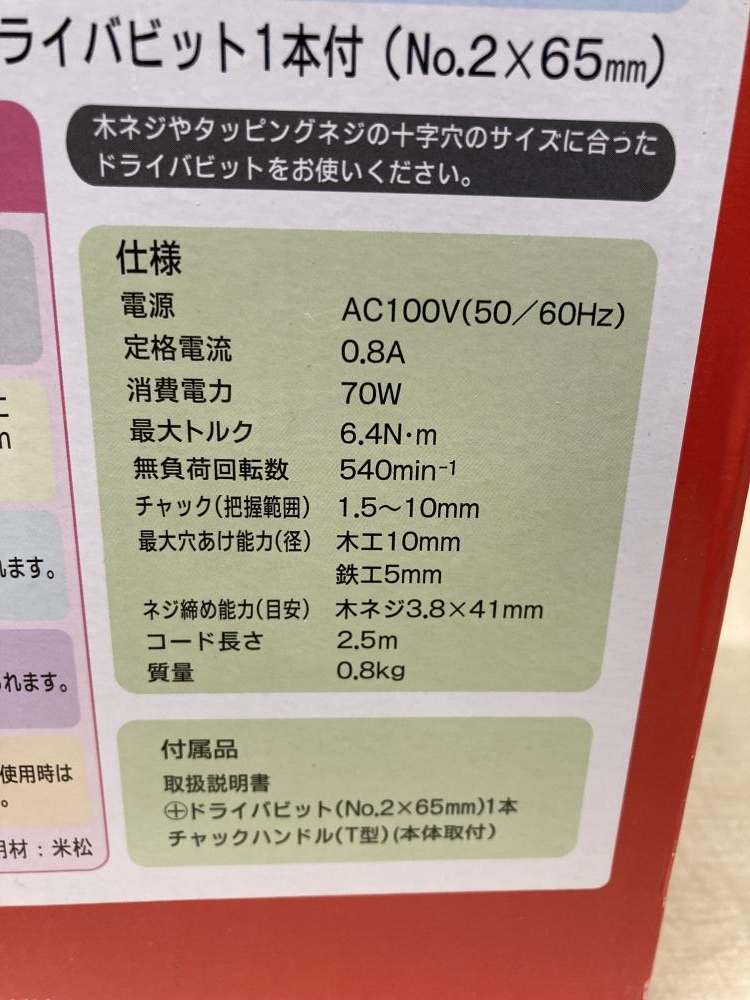 ライバビット1本付（No.2×65mm）
木ネジやタッピングネジの十字穴のサイズに合った
ドライバビットをお使いください。
仕様
電源 AC100V(50／60Hz)
定格電流 0.8A
消費電力 70W
最大トルク 6.4N·m
無負荷回転数 540min⁻¹
チャック(把握範囲) 1.5〜10mm
最大穴あけ能力(径) 木工10mm
鉄工5mm
ネジ締め能力(目安) 木ネジ3.8×41mm
コード長さ 2.5m
質量 0.8kg
ます。
れます。
使用時は
。
材：米松
付属品
取扱説明書
⊕ドライバビット(No.2×65mm)1本
チャックハンドル(T型)(本体取付)